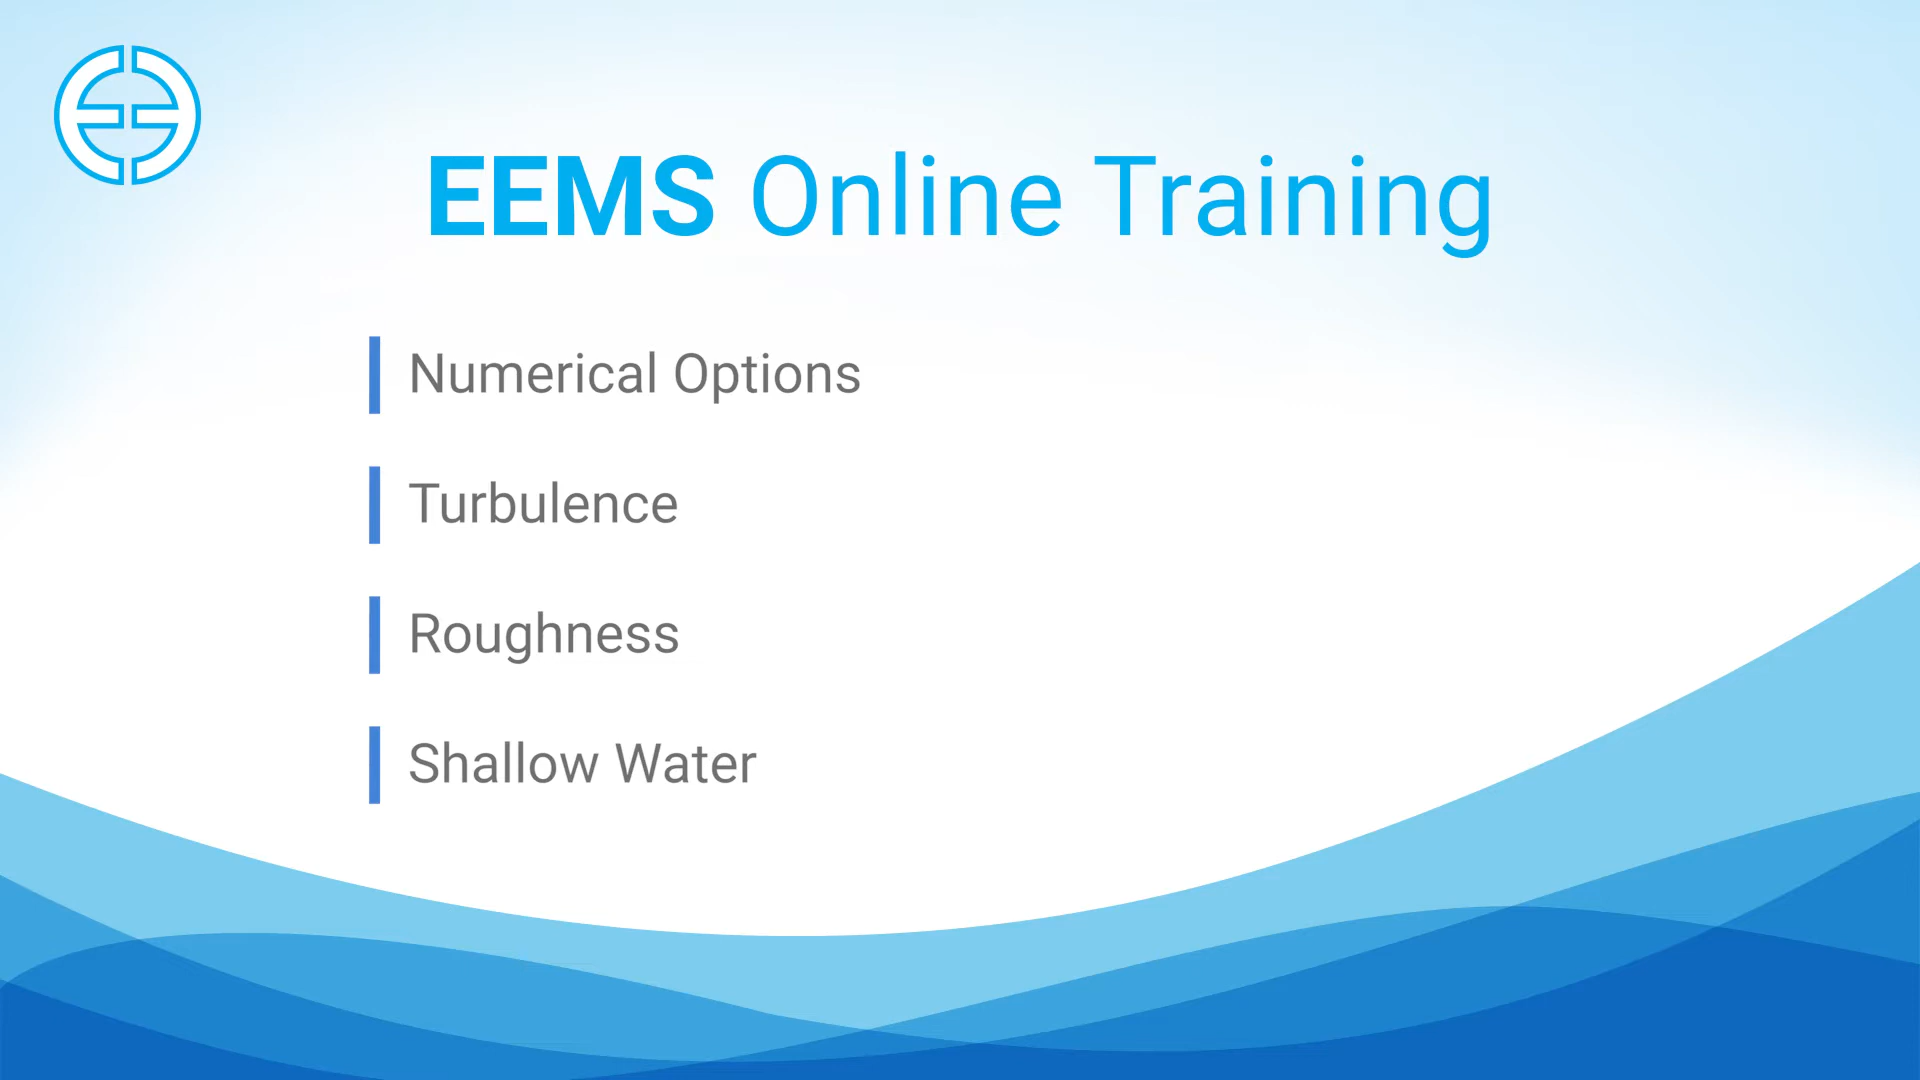 EEMS Online Training
Numerical Options
Turbulence
Roughness
Shallow Water